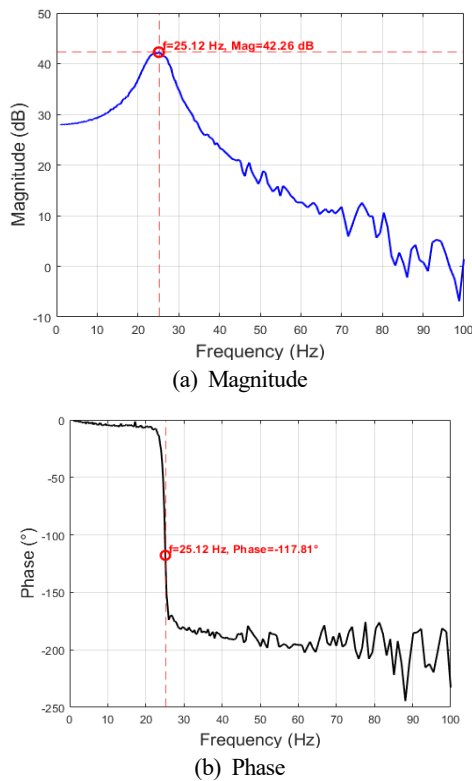 50
40
30
20
10
0
-10
Magnitude (dB)
f=25.12 Hz, Mag=42.26 dB
0 10 20 30 40 50 60 70 80 90 100
Frequency (Hz)
(a) Magnitude
0
-50
-100
-150
-200
-250
Phase (°)
f=25.12 Hz, Phase=-117.81°
0 10 20 30 40 50 60 70 80 90 100
Frequency (Hz)
(b) Phase